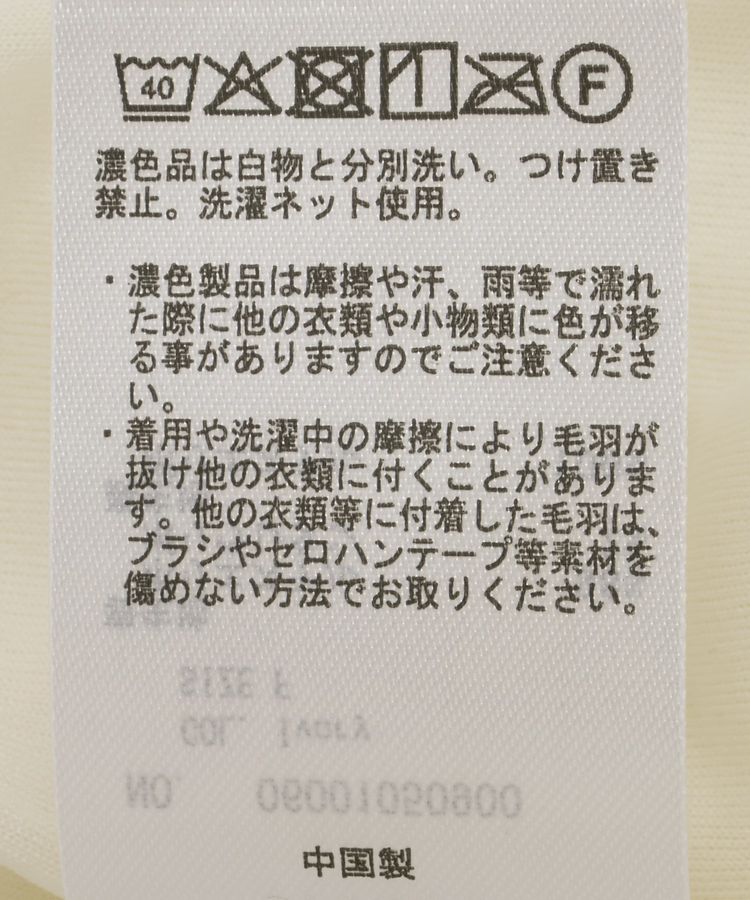 40 F
濃色品は白物と分別洗い。つけ置き
禁止。洗濯ネット使用。
・濃色製品は摩擦や汗、雨等で濡れ
た際に他の衣類や小物類に色が移
る事がありますのでご注意くださ
い。
・着用や洗濯中の摩擦により毛羽が
抜け他の衣類に付くことがありま
す。他の衣類等に付着した毛羽は、
ブラシやセロハンテープ等素材を
傷めない方法でお取りください。
SIZE F
COL. Ivory
NO. 06001050900
中国製